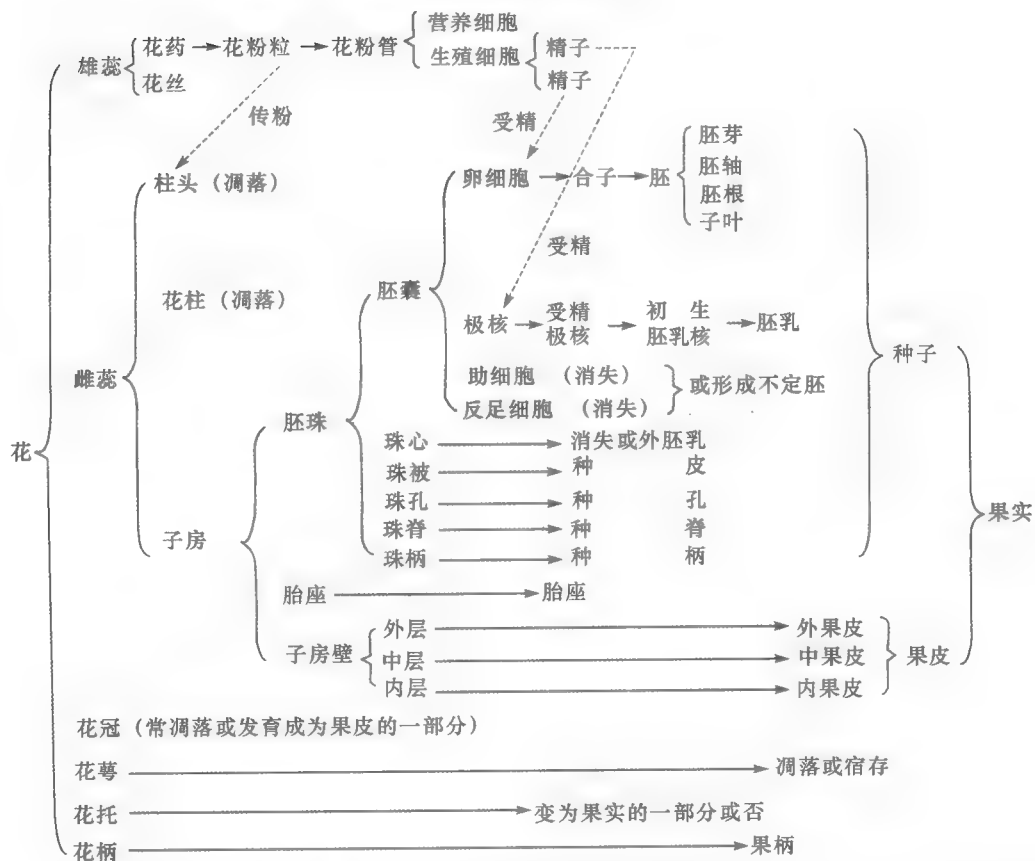 营养细胞
花药 花粉粒 花粉管
生殖细胞 精子
雄蕊
花丝
精子
传粉
受精
胚芽
柱头（凋落）
卵细胞 合子 胚
胚轴
胚根
子叶
受精
花柱（凋落）
胚囊
极核 受精极核 初生胚乳核 胚乳
种子
雌蕊
助细胞 （消失）
或形成不定胚
反足细胞 （消失）
胚珠
花
珠心 消失或外胚乳
珠被 种皮
珠孔 种孔
果实
子房
珠脊 种脊
珠柄 种柄
胎座 胎座
外层 外果皮
子房壁 中层 中果皮 果皮
内层 内果皮
花冠（常凋落或发育成为果皮的一部分）
花萼 凋落或宿存
花托 变为果实的一部分或否
花柄 果柄